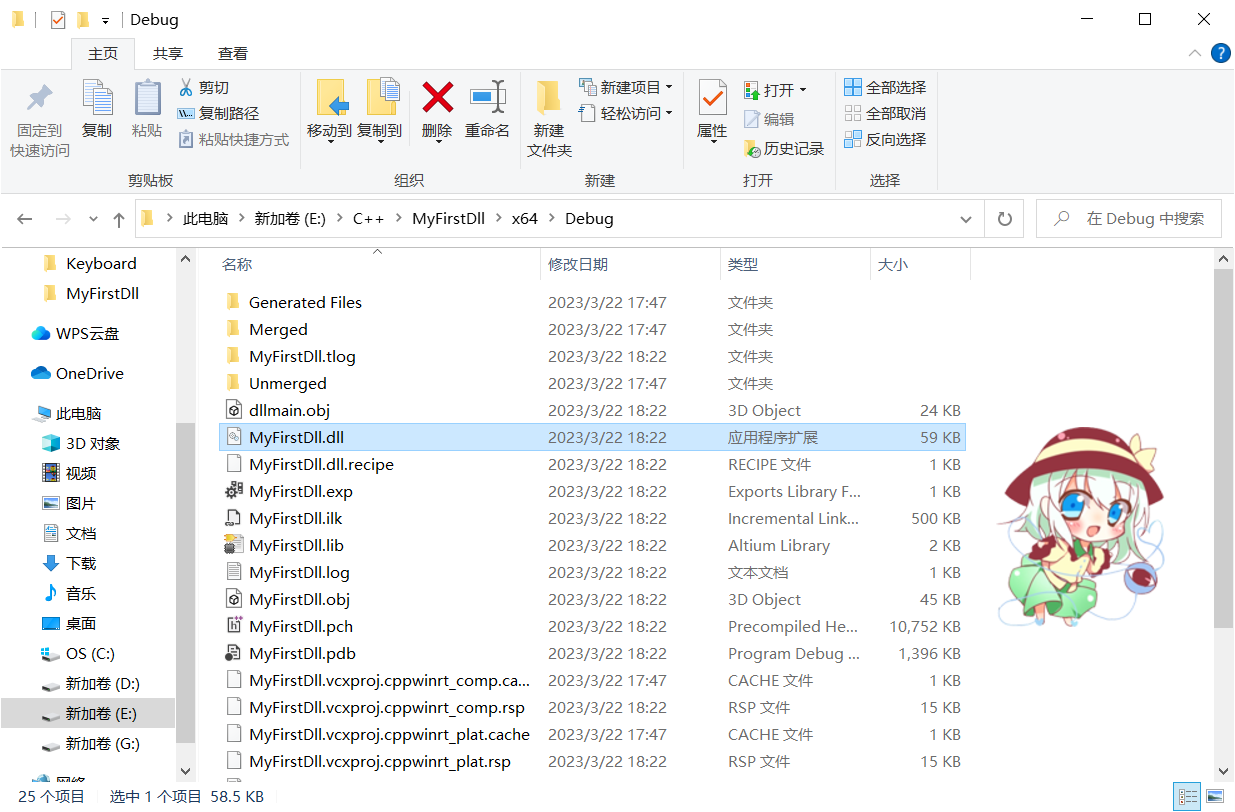 Debug
主页 共享 查看
固定到快速访问 复制 粘贴 剪切 复制路径 粘贴快捷方式
移动到 复制到 删除 重命名
新建文件夹 新建项目 轻松访问
属性 打开 编辑 历史记录
全部选择 全部取消 反向选择
剪贴板 组织 新建 打开 选择
此电脑 新加卷 (E:) C++ MyFirstDll x64 Debug
在 Debug 中搜索
Keyboard
MyFirstDll
WPS云盘
OneDrive
此电脑
3D 对象
视频
图片
文档
下载
音乐
桌面
OS (C:)
新加卷 (D:)
新加卷 (E:)
新加卷 (G:)
网络
名称 修改日期 类型 大小
Generated Files 2023/3/22 17:47 文件夹
Merged 2023/3/22 17:47 文件夹
MyFirstDll.tlog 2023/3/22 18:22 文件夹
Unmerged 2023/3/22 17:47 文件夹
dllmain.obj 2023/3/22 18:22 3D Object 24 KB
MyFirstDll.dll 2023/3/22 18:22 应用程序扩展 59 KB
MyFirstDll.dll.recipe 2023/3/22 18:22 RECIPE 文件 1 KB
MyFirstDll.exp 2023/3/22 18:22 Exports Library F... 1 KB
MyFirstDll.ilk 2023/3/22 18:22 Incremental Link... 500 KB
MyFirstDll.lib 2023/3/22 18:22 Altium Library 2 KB
MyFirstDll.log 2023/3/22 18:22 文本文档 1 KB
MyFirstDll.obj 2023/3/22 18:22 3D Object 45 KB
MyFirstDll.pch 2023/3/22 18:22 Precompiled He... 10,752 KB
MyFirstDll.pdb 2023/3/22 18:22 Program Debug ... 1,396 KB
MyFirstDll.vcxproj.cppwinrt_comp.ca... 2023/3/22 17:47 CACHE 文件 1 KB
MyFirstDll.vcxproj.cppwinrt_comp.rsp 2023/3/22 18:22 RSP 文件 15 KB
MyFirstDll.vcxproj.cppwinrt_plat.cache 2023/3/22 17:47 CACHE 文件 1 KB
MyFirstDll.vcxproj.cppwinrt_plat.rsp 2023/3/22 18:22 RSP 文件 15 KB
25 个项目 选中 1 个项目 58.5 KB